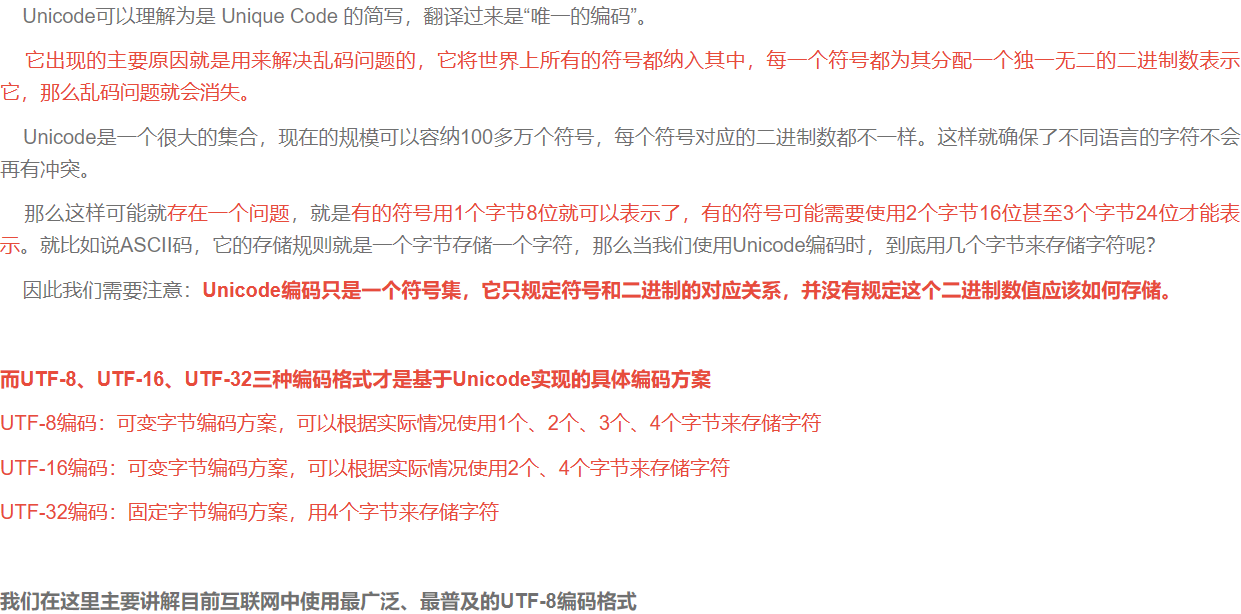 Unicode可以理解为是 Unique Code 的简写，翻译过来是“唯一的编码”。
它出现的主要原因就是用来解决乱码问题的，它将世界上所有的符号都纳入其中，每一个符号都为其分配一个独一无二的二进制数表示
它，那么乱码问题就会消失。
Unicode是一个很大的集合，现在的规模可以容纳100多万个符号，每个符号对应的二进制数都不一样。这样就确保了不同语言的字符不会
再有冲突。
那么这样可能就存在一个问题，就是有的符号用1个字节8位就可以表示了，有的符号可能需要使用2个字节16位甚至3个字节24位才能表
示。就比如说ASCII码，它的存储规则就是一个字节存储一个字符，那么当我们使用Unicode编码时，到底用几个字节来存储字符呢？
因此我们需要注意：Unicode编码只是一个符号集，它只规定符号和二进制的对应关系，并没有规定这个二进制数值应该如何存储。
而UTF-8、UTF-16、UTF-32三种编码格式才是基于Unicode实现的具体编码方案
UTF-8编码：可变字节编码方案，可以根据实际情况使用1个、2个、3个、4个字节来存储字符
UTF-16编码：可变字节编码方案，可以根据实际情况使用2个、4个字节来存储字符
UTF-32编码：固定字节编码方案，用4个字节来存储字符
我们在这里主要讲解目前互联网中使用最广泛、最普及的UTF-8编码格式